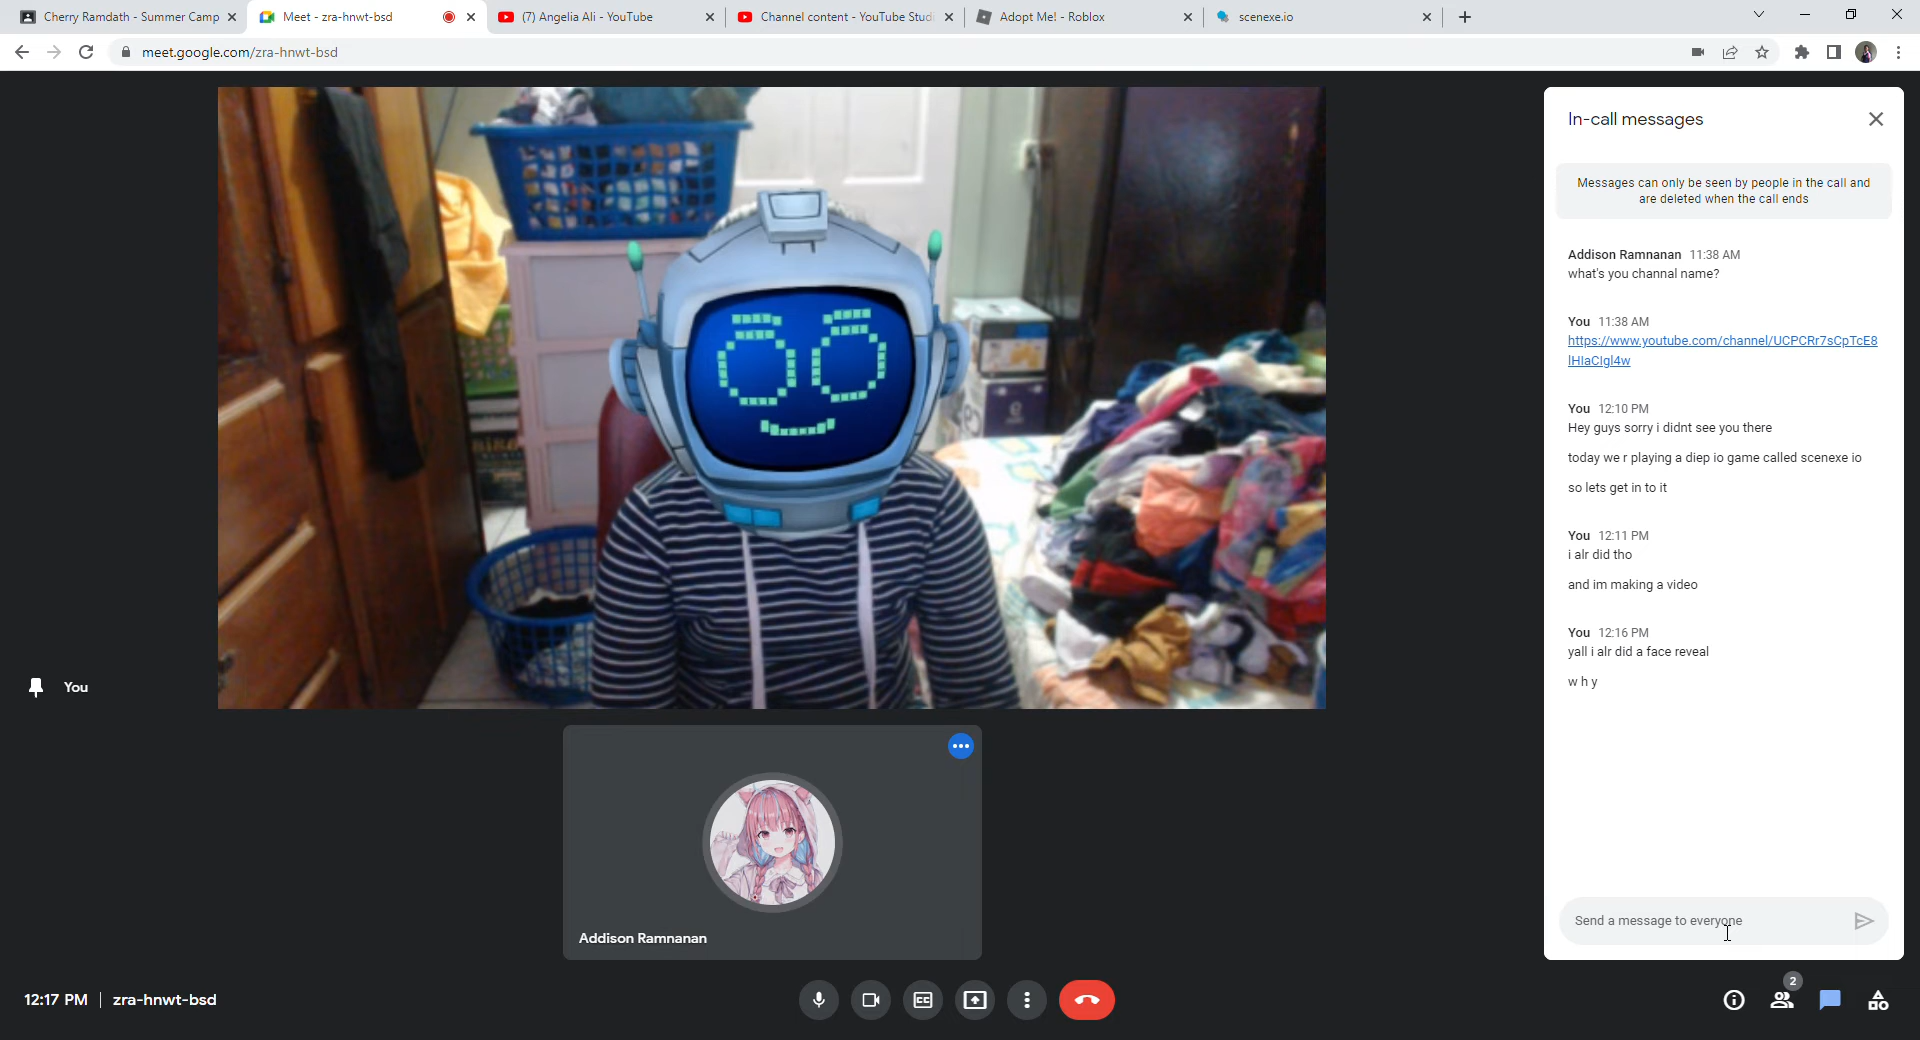 Cherry Ramdath - Summer Camp
Meet - zra-hnwt-bsd
(7) Angelia Ali - YouTube
Channel content - YouTube Stud
Adopt Me! - Roblox
scenexe.io
meet.google.com/zra-hnwt-bsd
In-call messages
Messages can only be seen by people in the call and
are deleted when the call ends
Addison Ramnanan 11:38 AM
what's you channal name?
You 11:38 AM
https://www.youtube.com/channel/UCPCRr7sCpTcE8
lHIaCIgl4w
You 12:10 PM
Hey guys sorry i didnt see you there
today we r playing a diep io game called scenexe io
so lets get in to it
You 12:11 PM
i alr did tho
and im making a video
You 12:16 PM
yall i alr did a face reveal
w h y
You
Addison Ramnanan
Send a message to everyone
12:17 PM | zra-hnwt-bsd
CC
2